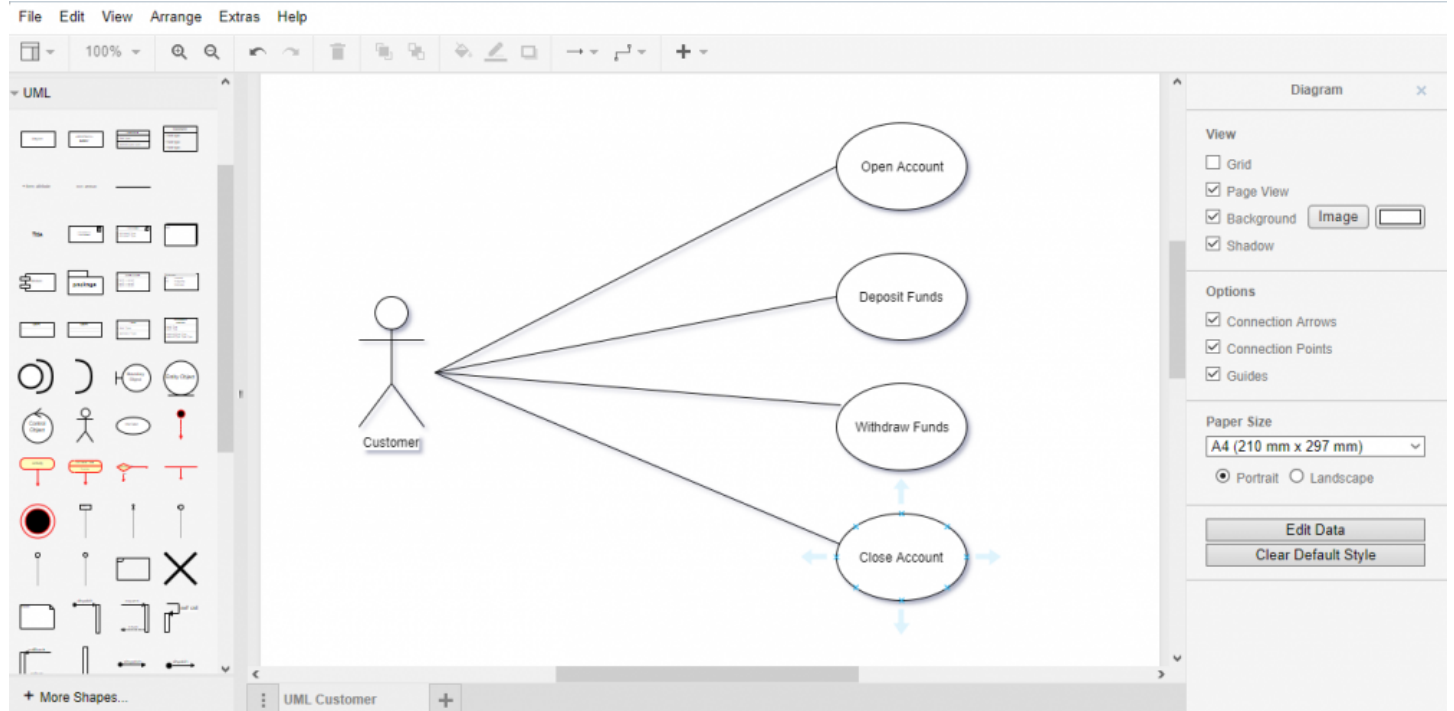 File Edit View Arrange Extras Help
100%
UML
Title
package
Open Account
Deposit Funds
Withdraw Funds
Close Account
Customer
Diagram
View
Grid
Page View
Background Image
Shadow
Options
Connection Arrows
Connection Points
Guides
Paper Size
A4 (210 mm x 297 mm)
Portrait Landscape
Edit Data
Clear Default Style
+ More Shapes...
UML Customer